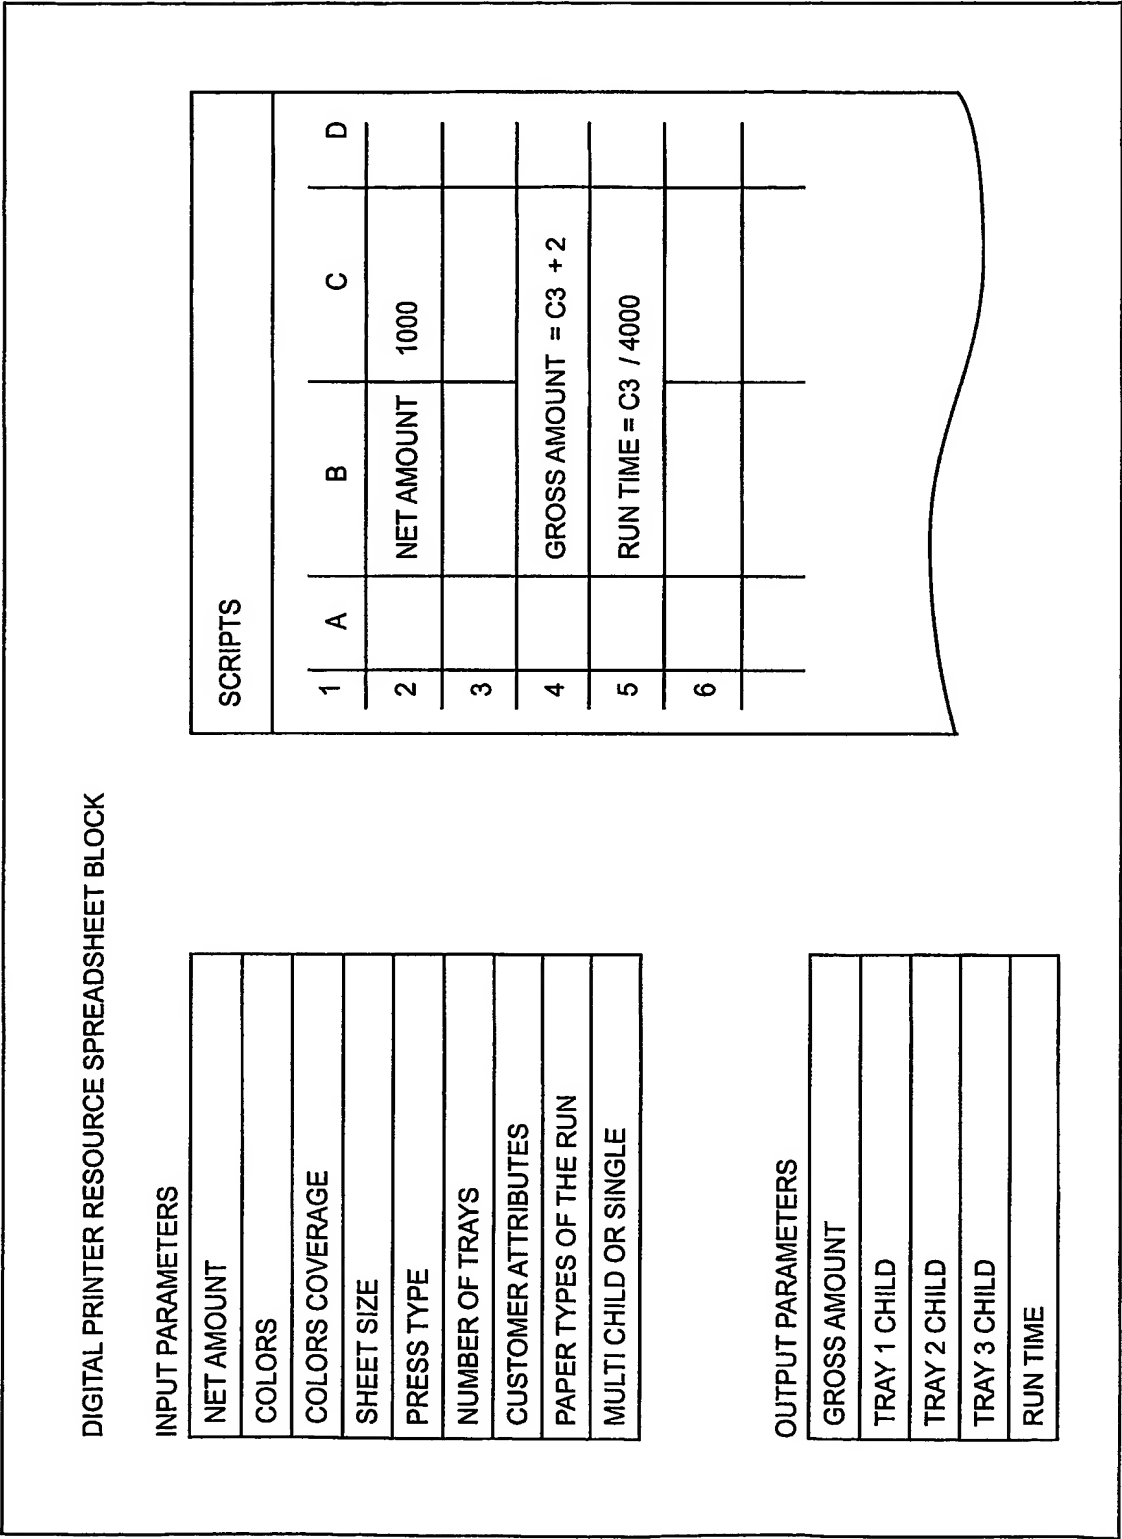 DIGITAL PRINTER RESOURCE SPREADSHEET BLOCK
INPUT PARAMETERS
NET AMOUNT
COLORS
COLORS COVERAGE
SHEET SIZE
PRESS TYPE
NUMBER OF TRAYS
CUSTOMER ATTRIBUTES
PAPER TYPES OF THE RUN
MULTI CHILD OR SINGLE
OUTPUT PARAMETERS
GROSS AMOUNT
TRAY 1 CHILD
TRAY 2 CHILD
TRAY 3 CHILD
RUN TIME
SCRIPTS
1 A B C D
2 NET AMOUNT 1000
3
4 GROSS AMOUNT = C3 + 2
5 RUN TIME = C3 / 4000
6